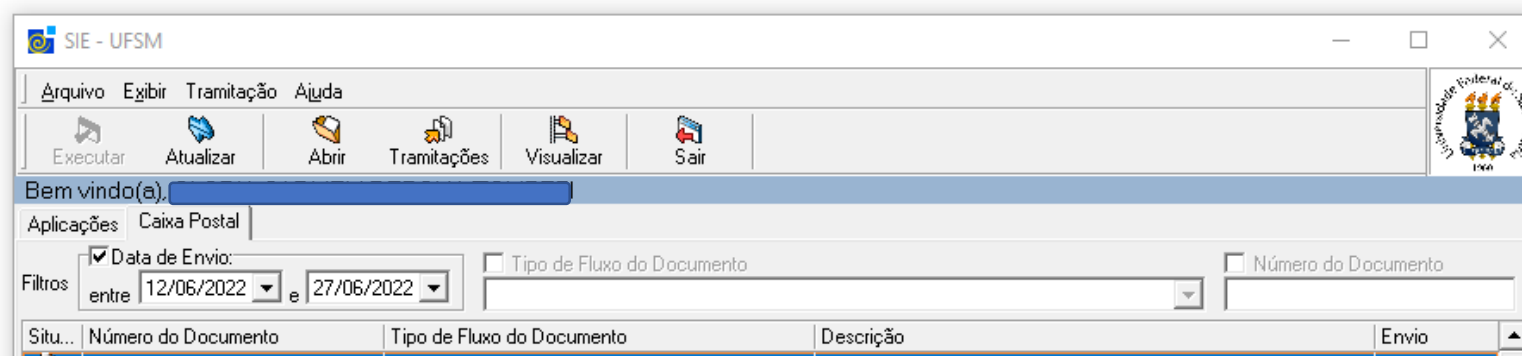 SIE - UFSM
Arquivo Exibir Tramitação Ajuda
Executar Atualizar Abrir Tramitações Visualizar Sair
1960
Bem vindo(a),
Aplicações Caixa Postal
Data de Envio:
Tipo de Fluxo do Documento
Número do Documento
Filtros
entre 12/06/2022 e 27/06/2022
Situ... Número do Documento Tipo de Fluxo do Documento Descrição Envio